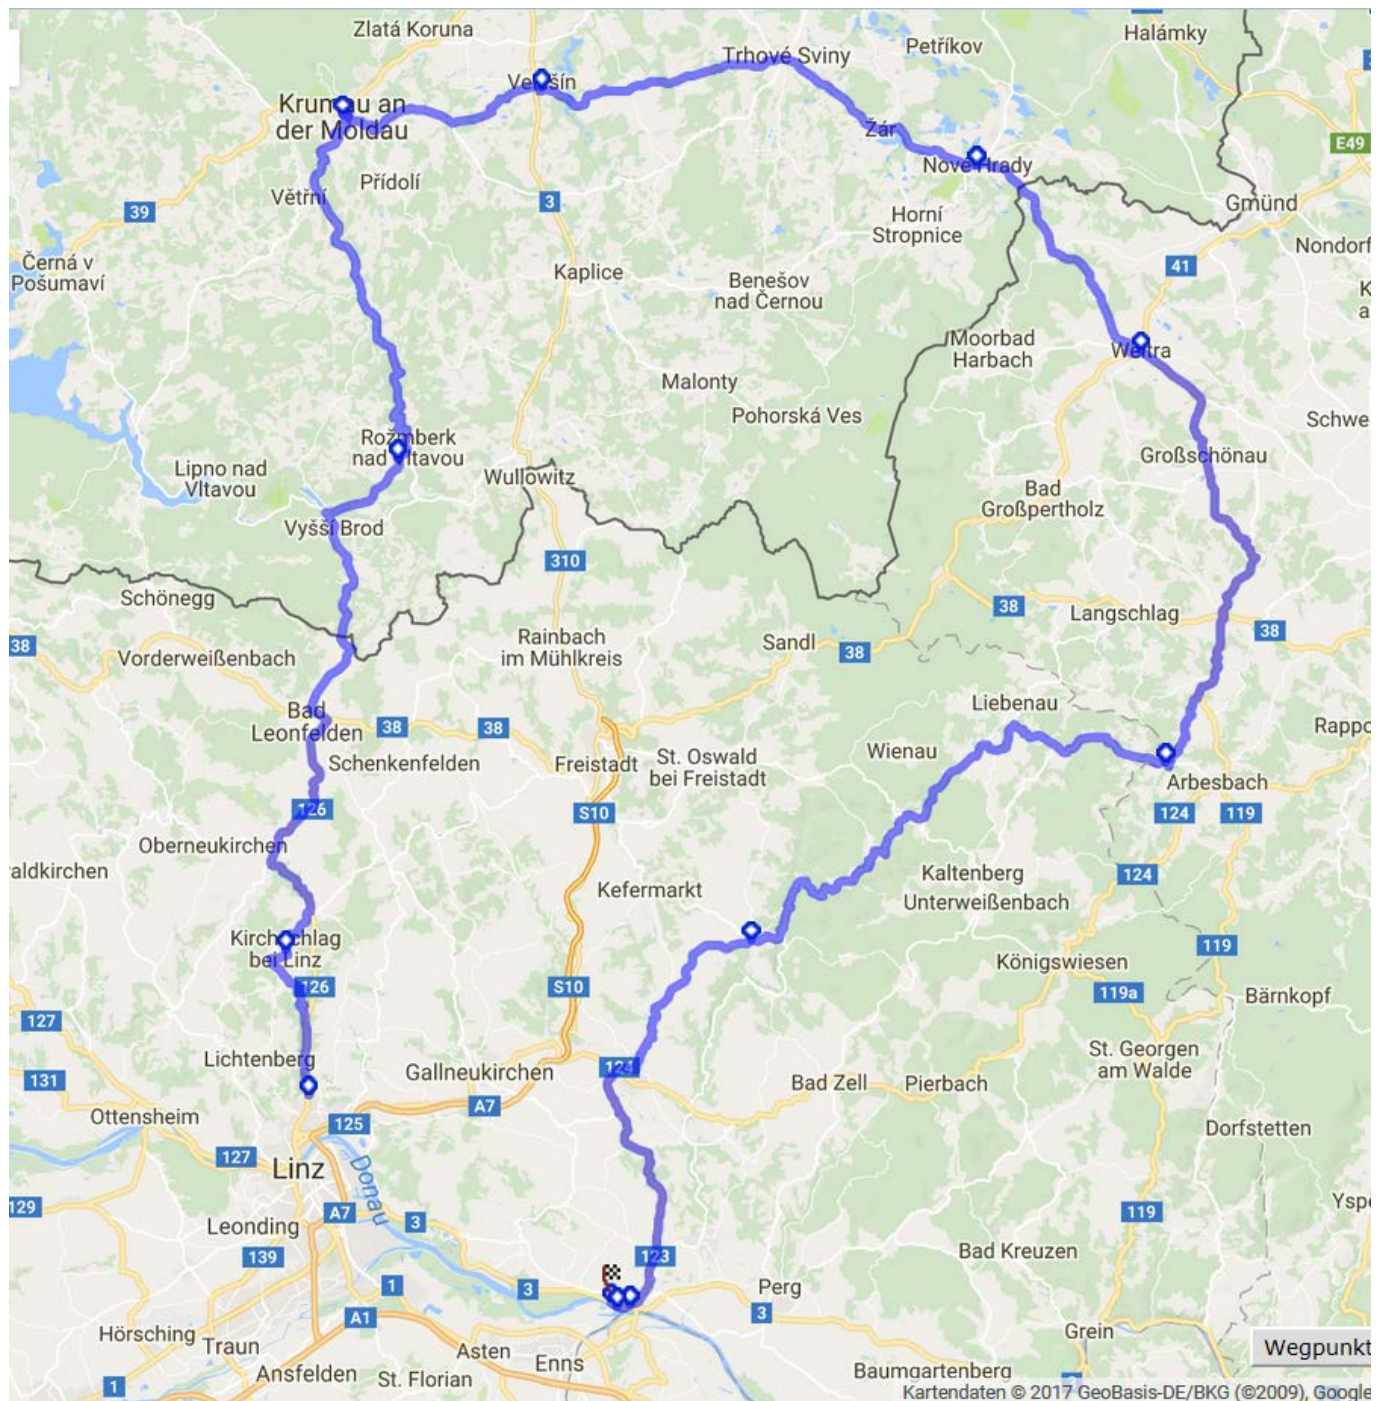 Zlatá Koruna
Trhové Sviny
Petříkov
Halámky
Krumau an
der Moldau
E49
Žár
Nové Hrady
Přídolí
Větřní
39
3
Gmünd
Horní
Stropnice
Nondorf
Černá v
Pošumaví
Kaplice
Benešov
nad Černou
41
Moorbad
Harbach
Weitra
Malonty
Pohorská Ves
Schwe
Rožmberk
nad Vltavou
Großschönau
Lipno nad
Vltavou
Wullowitz
Bad
Großpertholz
Vyšší Brod
310
Schönegg
38
Langschlag
38
38
Vorderweißenbach
Rainbach
im Mühlkreis
Sandl
38
Liebenau
Bad
Leonfelden
38
38
Rappo
Schenkenfelden
Freistadt
St. Oswald
bei Freistadt
Wienau
Arbesbach
126
S10
124
119
Oberneukirchen
aldkirchen
Kefermarkt
Kaltenberg
Unterweißenbach
124
Kirchschlag
bei Linz
119
Königswiesen
126
S10
119a
Bärnkopf
127
Lichtenberg
Gallneukirchen
124
St. Georgen
am Walde
131
Bad Zell
Pierbach
Ottensheim
A7
125
Dorfstetten
127
Linz
Donau
129
Yspe
Leonding
A7
3
119
139
123
Bad Kreuzen
1
3
Perg
3
A1
Hörsching
Traun
Asten
Enns
Grein
Wegpunkt
Ansfelden
St. Florian
Baumgartenberg
1
Kartendaten © 2017 GeoBasis-DE/BKG (©2009), Google